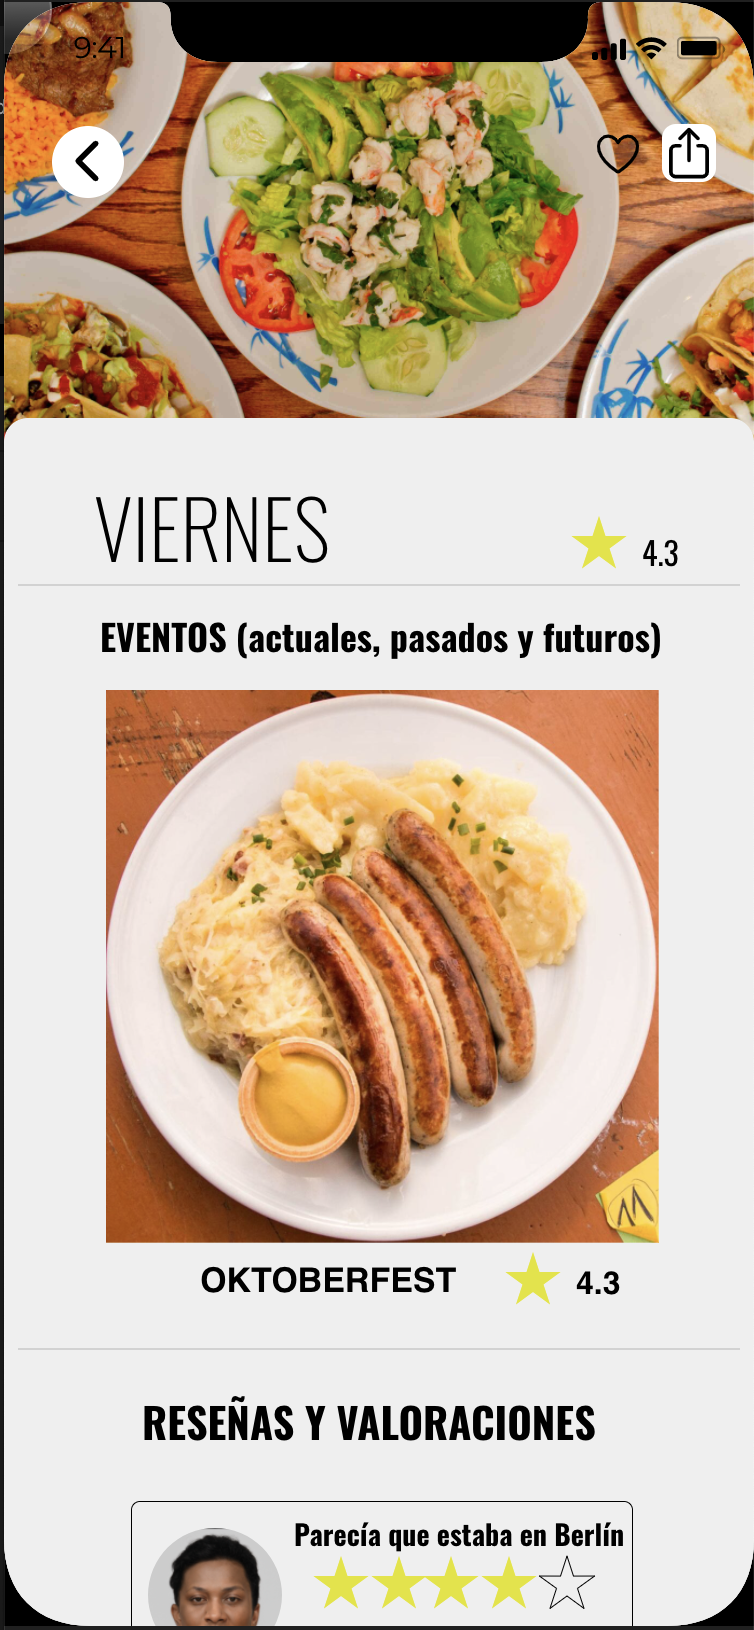 9:41
VIERNES
4.3
EVENTOS (actuales, pasados y futuros)
W
OKTOBERFEST 4.3
RESEÑAS Y VALORACIONES
Parecía que estaba en Berlín